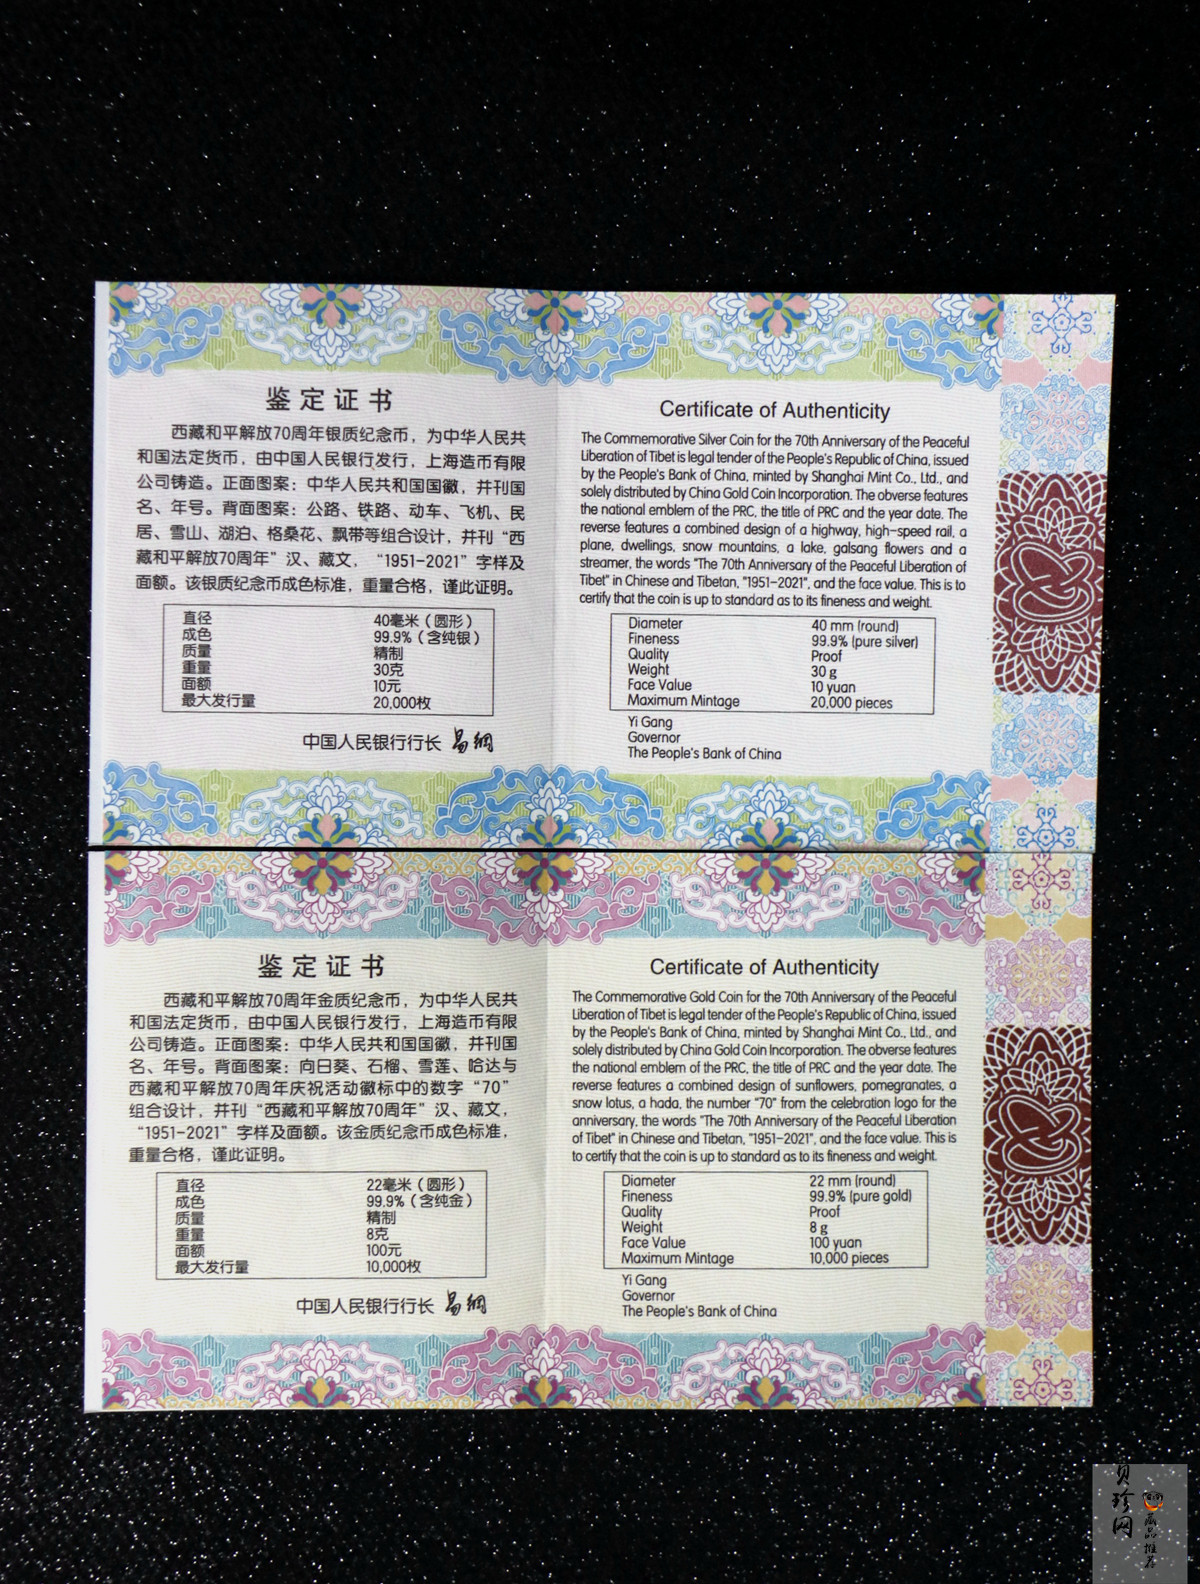 鉴定证书
西藏和平解放70周年银质纪念币，为中华人民共
和国法定货币，由中国人民银行发行，上海造币有限
公司铸造。正面图案：中华人民共和国国徽，并刊国
名、年号。背面图案：公路、铁路、动车、飞机、民
居、雪山、湖泊、格桑花、飘带等组合设计，并刊“西
藏和平解放70周年”汉、藏文，“1951-2021”字样及
面额。该银质纪念币成色标准，重量合格，谨此证明。
直径 40毫米（圆形）
成色 99.9%（含纯银）
质量 精制
重量 30克
面额 10元
最大发行量 20,000枚
中国人民银行行长 易纲
Certificate of Authenticity
The Commemorative Silver Coin for the 70th Anniversary of the Peaceful
Liberation of Tibet is legal tender of the People's Republic of China, issued
by the People's Bank of China, minted by Shanghai Mint Co., Ltd., and
solely distributed by China Gold Coin Incorporation. The obverse features
the national emblem of the PRC, the title of PRC and the year date. The
reverse features a combined design of a highway, high-speed rail, a
plane, dwellings, snow mountains, a lake, galsang flowers and a
streamer, the words "The 70th Anniversary of the Peaceful Liberation of
Tibet" in Chinese and Tibetan, "1951-2021", and the face value. This is to
certify that the coin is up to standard as to its fineness and weight.
Diameter 40 mm (round)
Fineness 99.9% (pure silver)
Quality Proof
Weight 30 g
Face Value 10 yuan
Maximum Mintage 20,000 pieces
Yi Gang
Governor
The People's Bank of China
鉴定证书
西藏和平解放70周年金质纪念币，为中华人民共
和国法定货币，由中国人民银行发行，上海造币有限
公司铸造。正面图案：中华人民共和国国徽，并刊国
名、年号。背面图案：向日葵、石榴、雪莲、哈达与
西藏和平解放70周年庆祝活动徽标中的数字“70”
组合设计，并刊“西藏和平解放70周年”汉、藏文，
“1951-2021”字样及面额。该金质纪念币成色标准，
重量合格，谨此证明。
直径 22毫米（圆形）
成色 99.9%（含纯金）
质量 精制
重量 8克
面额 100元
最大发行量 10,000枚
中国人民银行行长 易纲
Certificate of Authenticity
The Commemorative Gold Coin for the 70th Anniversary of the Peaceful
Liberation of Tibet is legal tender of the People's Republic of China, issued
by the People's Bank of China, minted by Shanghai Mint Co., Ltd., and
solely distributed by China Gold Coin Incorporation. The obverse features
the national emblem of the PRC, the title of PRC and the year date. The
reverse features a combined design of sunflowers, pomegranates, a
snow lotus, a hada, the number "70" from the celebration logo for the
anniversary, the words "The 70th Anniversary of the Peaceful Liberation
of Tibet" in Chinese and Tibetan, "1951-2021", and the face value. This is
to certify that the coin is up to standard as to its fineness and weight.
Diameter 22 mm (round)
Fineness 99.9% (pure gold)
Quality Proof
Weight 8 g
Face Value 100 yuan
Maximum Mintage 10,000 pieces
Yi Gang
Governor
The People's Bank of China
贝珍网
藏品推荐